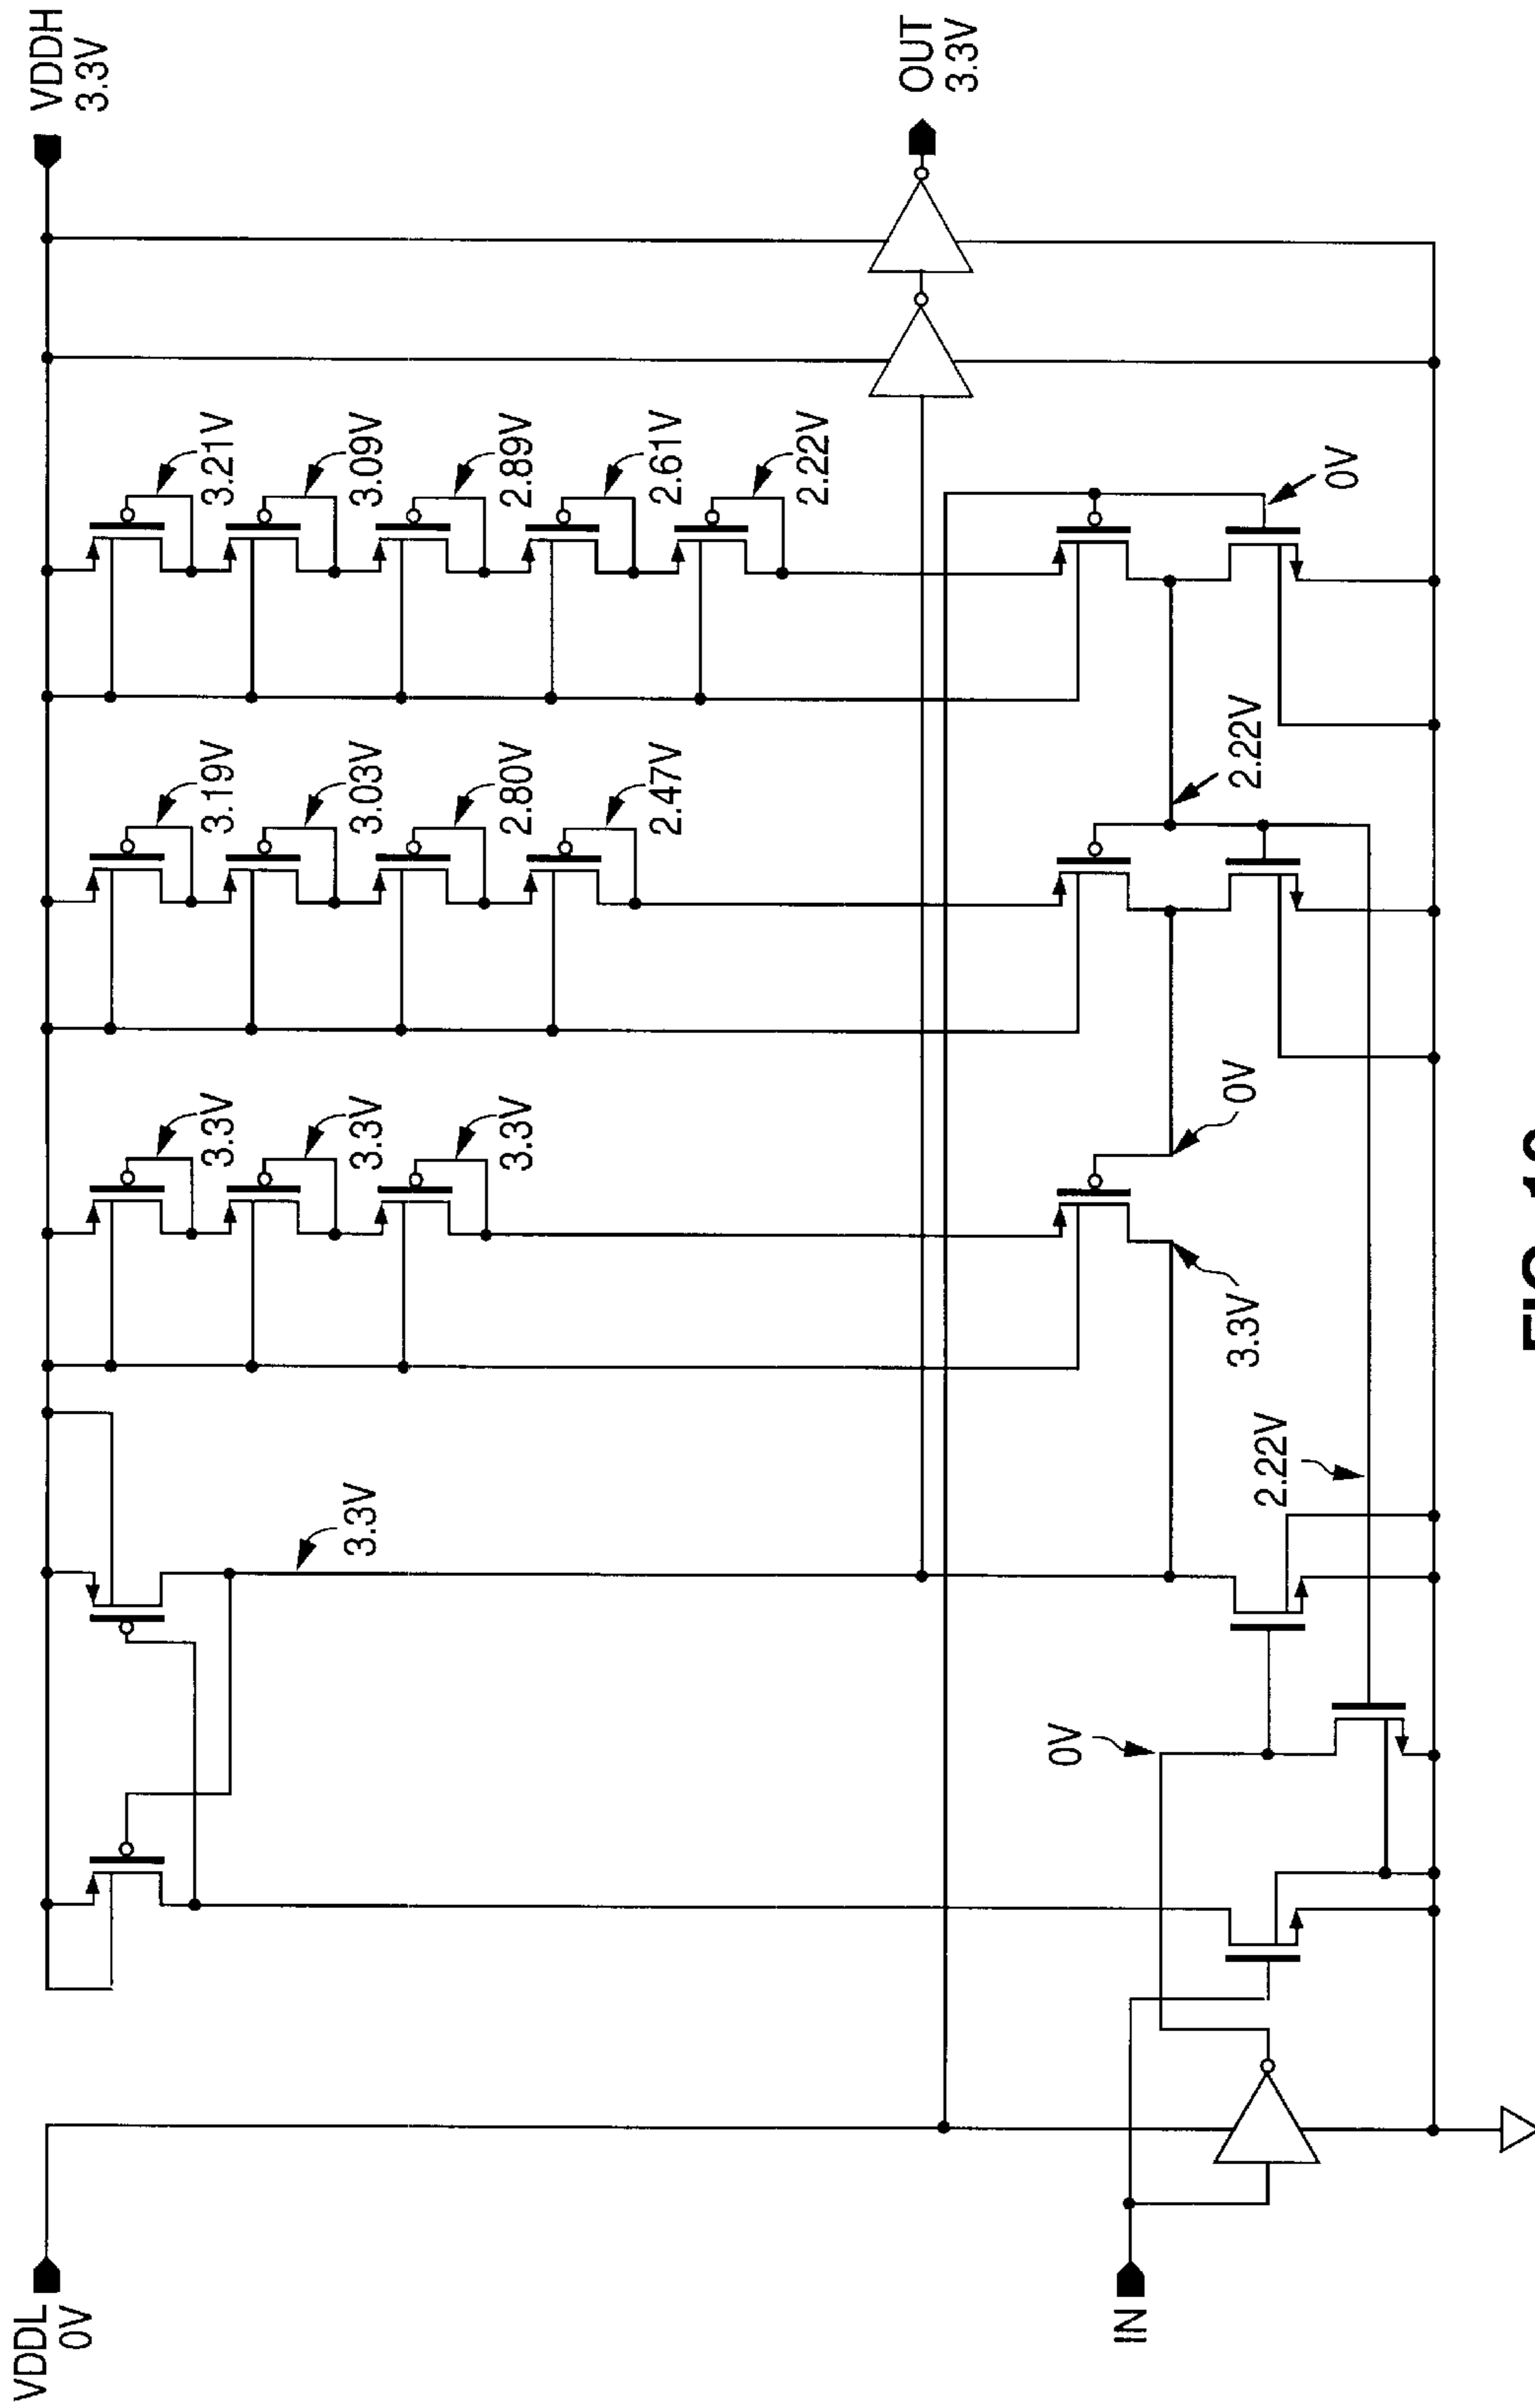 VDDL
0V
VDDH
3.3V
3.3V
3.19V
3.21V
3.3V
3.03V
3.09V
3.3V
3.3V
2.80V
2.89V
2.47V
2.61V
2.22V
OUT
3.3V
0V
IN
3.3V
0V
2.22V
0V
2.22V
FIG.